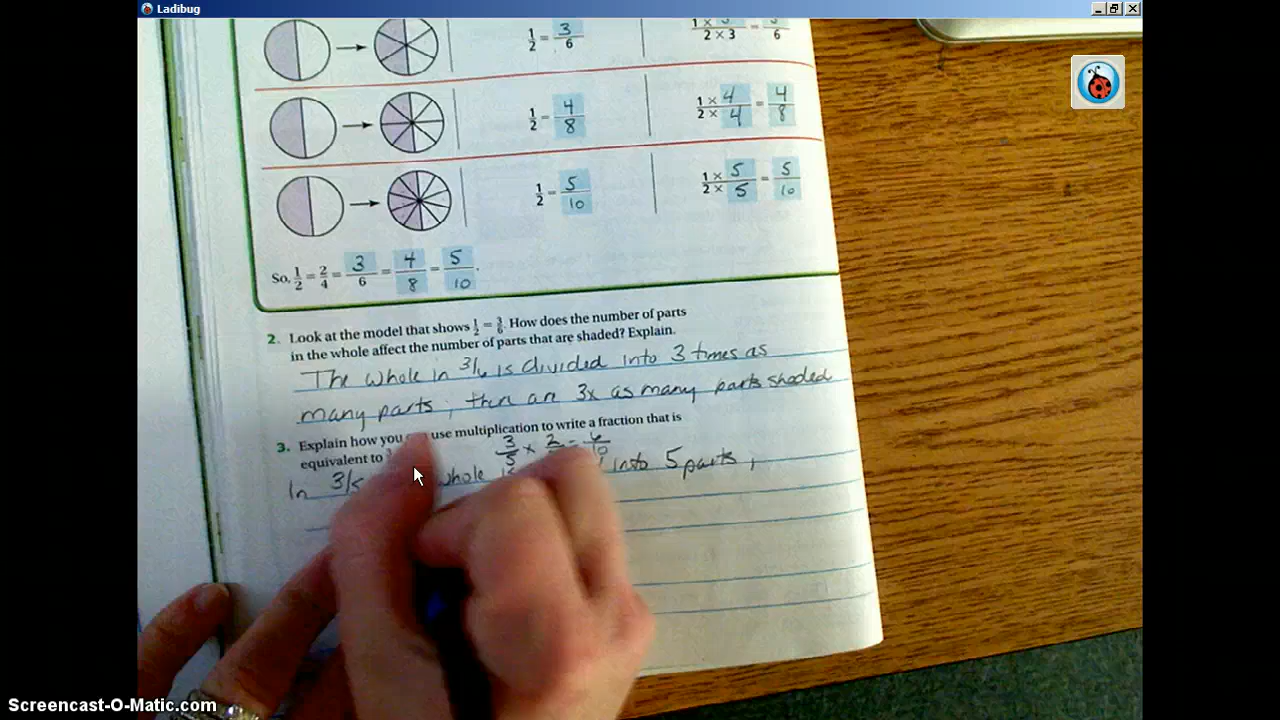 Ladibug
1/2 = 3/6
1 × 3 / 2 × 3 = 3/6
1/2 = 4/8
1 × 4 / 2 × 4 = 4/8
1/2 = 5/10
1 × 5 / 2 × 5 = 5/10
So, 1/2 = 2/4 = 3/6 = 4/8 = 5/10.
2. Look at the model that shows 1/2 = 3/6. How does the number of parts
in the whole affect the number of parts that are shaded? Explain.
The whole in 3/6 is divided into 3 times as
many parts; then are 3x as many parts shaded
3. Explain how you use multiplication to write a fraction that is
equivalent to
3/5 × 2 = 6/10
In 3/5 whole into 5 parts,
Screencast-O-Matic.com